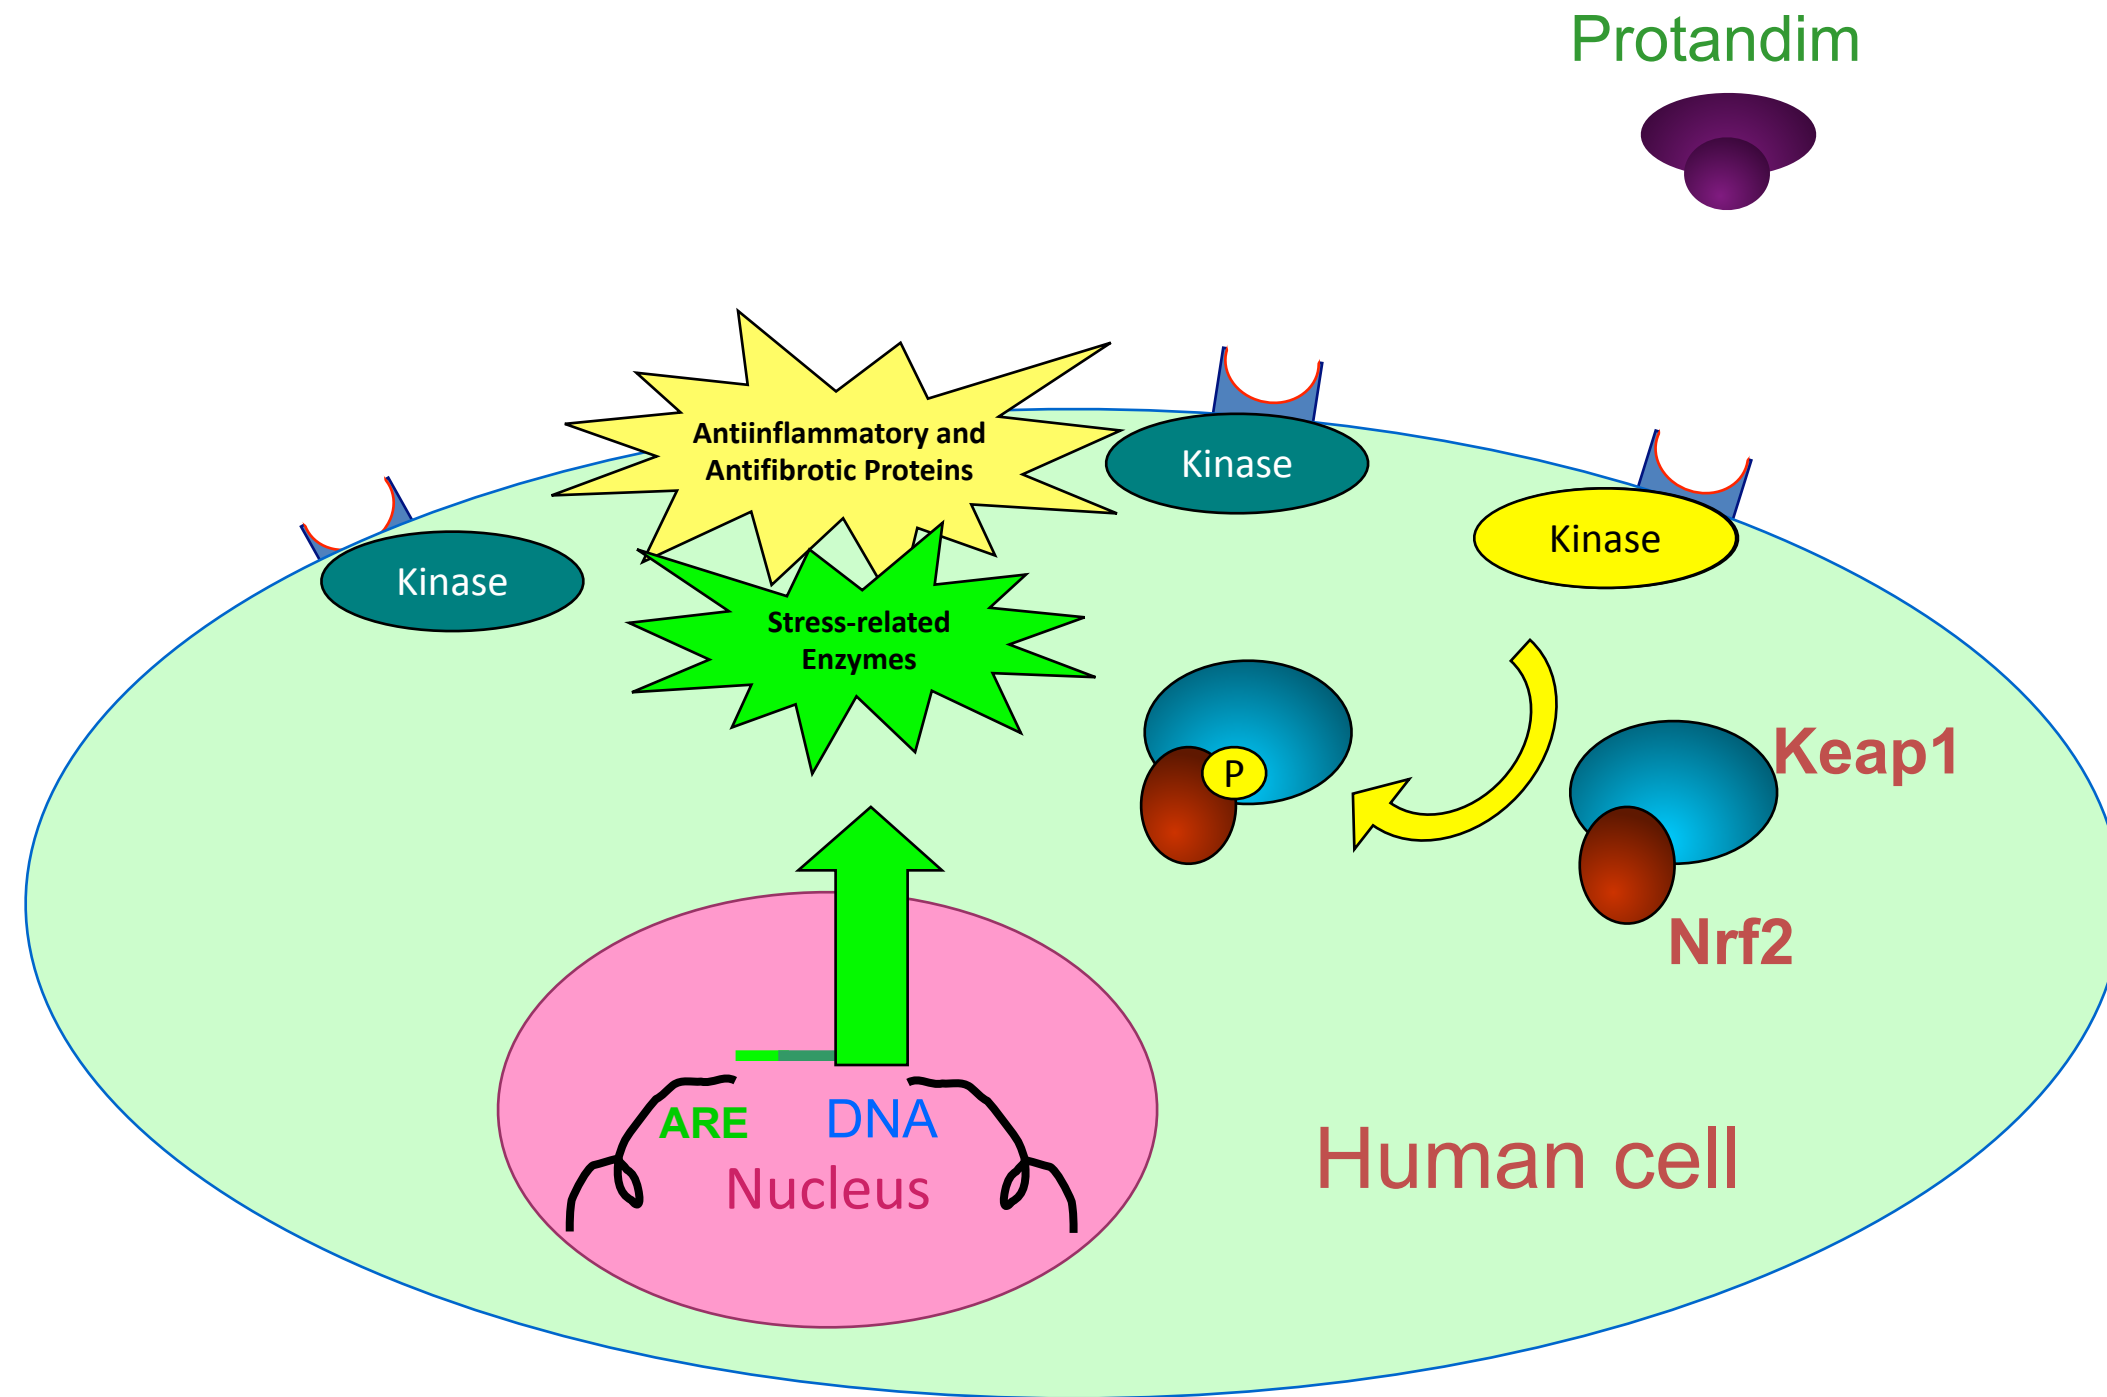 Protandim
Antiinflammatory and
Antifibrotic Proteins
Kinase
Kinase
Kinase
Stress-related
Enzymes
P
Keap1
Nrf2
ARE
DNA
Nucleus
Human cell